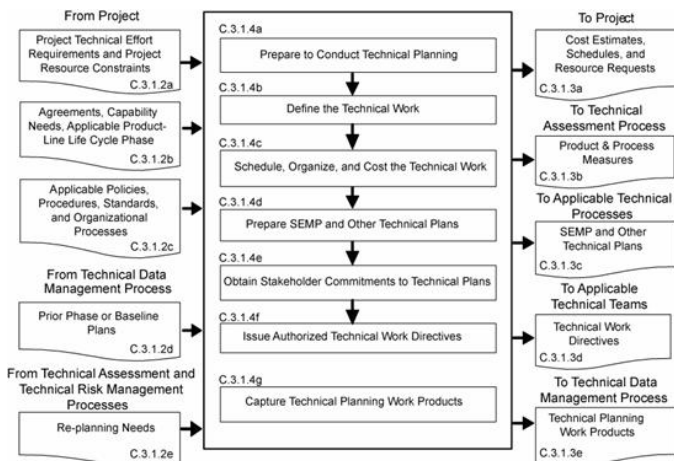 From Project
Project Technical Effort
Requirements and Project
Resource Constraints
C.3.1.2a
Agreements, Capability
Needs, Applicable Product-
Line Life Cycle Phase
C.3.1.2b
Applicable Policies,
Procedures, Standards,
and Organizational
Processes
C.3.1.2c
From Technical Data
Management Process
Prior Phase or Baseline
Plans
C.3.1.2d
From Technical Assessment and
Technical Risk Management
Processes
Re-planning Needs
C.3.1.2e
C.3.1.4a
Prepare to Conduct Technical Planning
C.3.1.4b
Define the Technical Work
C.3.1.4c
Schedule, Organize, and Cost the Technical Work
C.3.1.4d
Prepare SEMP and Other Technical Plans
C.3.1.4e
Obtain Stakeholder Commitments to Technical Plans
C.3.1.4f
Issue Authorized Technical Work Directives
C.3.1.4g
Capture Technical Planning Work Products
To Project
Cost Estimates,
Schedules, and
Resource Requests
C.3.1.3a
To Technical
Assessment Process
Product & Process
Measures
C.3.1.3b
To Applicable Technical
Processes
SEMP and Other
Technical Plans
C.3.1.3c
To Applicable
Technical Teams
Technical Work
Directives
C.3.1.3d
To Technical Data
Management Process
Technical Planning
Work Products
C.3.1.3e